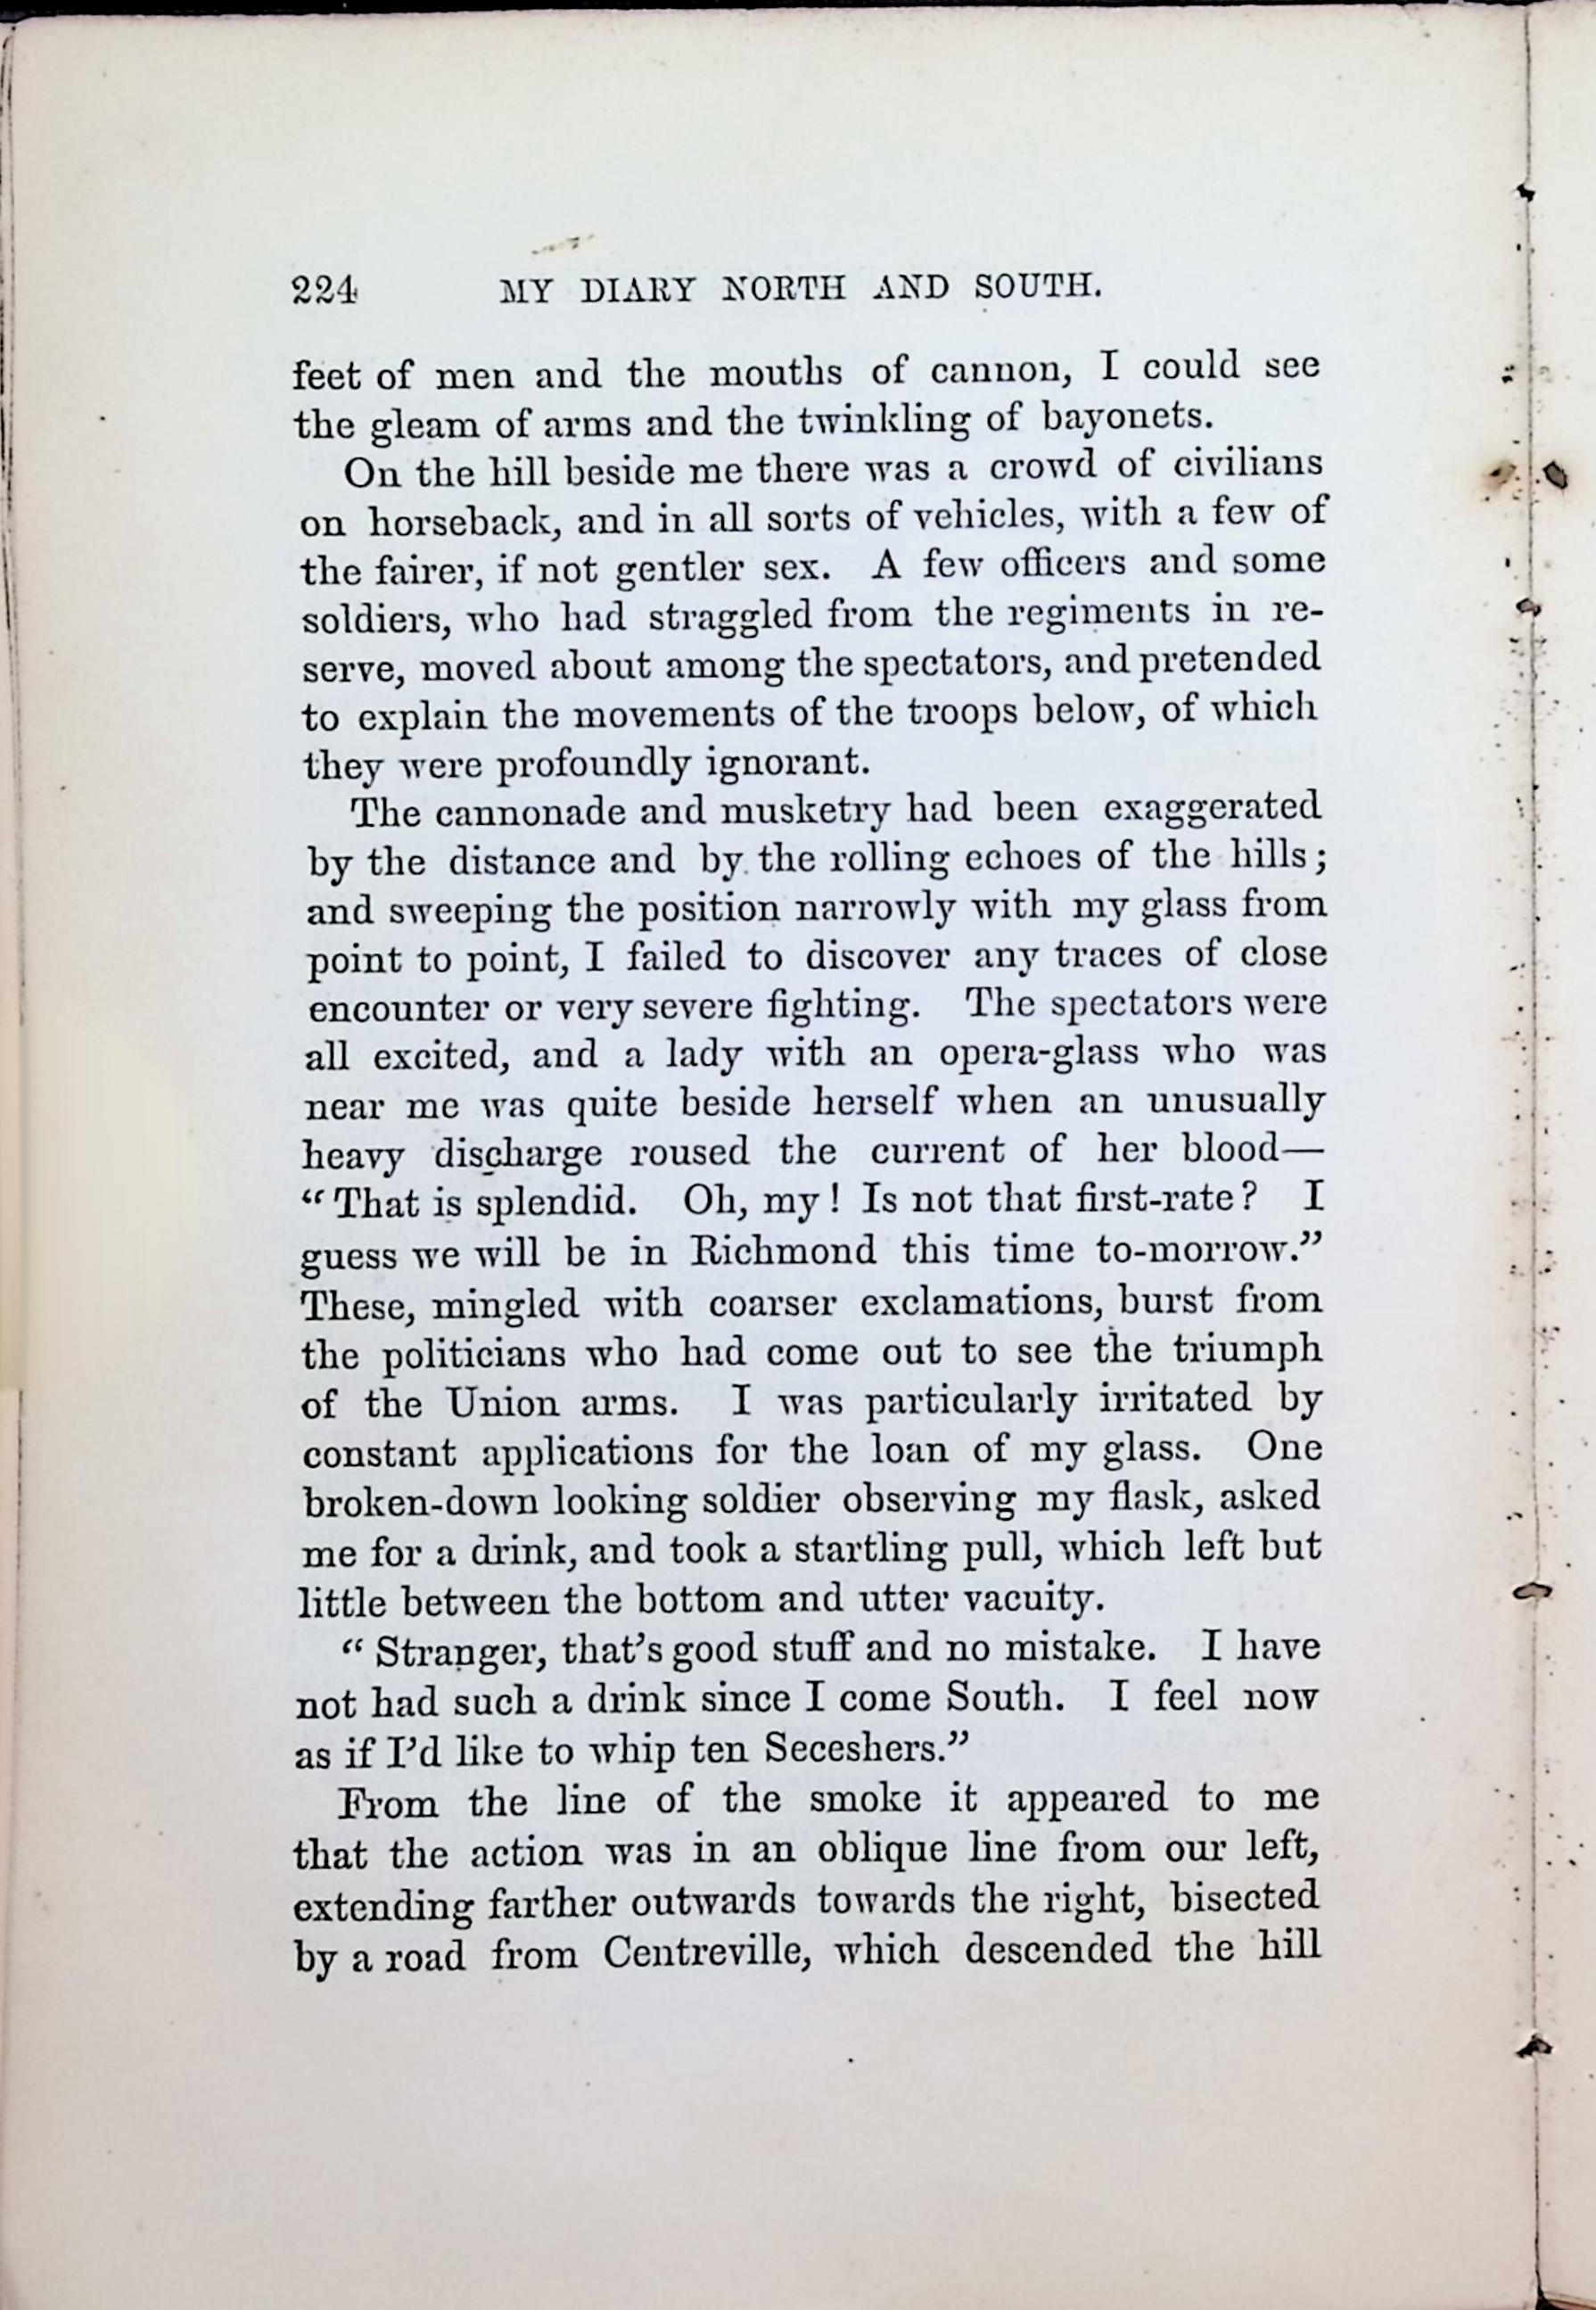 224 MY DIARY NORTH AND SOUTH.
feet of men and the mouths of cannon, I could see
the gleam of arms and the twinkling of bayonets.
On the hill beside me there was a crowd of civilians
on horseback, and in all sorts of vehicles, with a few of
the fairer, if not gentler sex. A few officers and some
soldiers, who had straggled from the regiments in re-
serve, moved about among the spectators, and pretended
to explain the movements of the troops below, of which
they were profoundly ignorant.
The cannonade and musketry had been exaggerated
by the distance and by the rolling echoes of the hills;
and sweeping the position narrowly with my glass from
point to point, I failed to discover any traces of close
encounter or very severe fighting. The spectators were
all excited, and a lady with an opera-glass who was
near me was quite beside herself when an unusually
heavy discharge roused the current of her blood—
“That is splendid. Oh, my! Is not that first-rate? I
guess we will be in Richmond this time to-morrow.”
These, mingled with coarser exclamations, burst from
the politicians who had come out to see the triumph
of the Union arms. I was particularly irritated by
constant applications for the loan of my glass. One
broken-down looking soldier observing my flask, asked
me for a drink, and took a startling pull, which left but
little between the bottom and utter vacuity.
“Stranger, that’s good stuff and no mistake. I have
not had such a drink since I come South. I feel now
as if I’d like to whip ten Seceshers.”
From the line of the smoke it appeared to me
that the action was in an oblique line from our left,
extending farther outwards towards the right, bisected
by a road from Centreville, which descended the hill